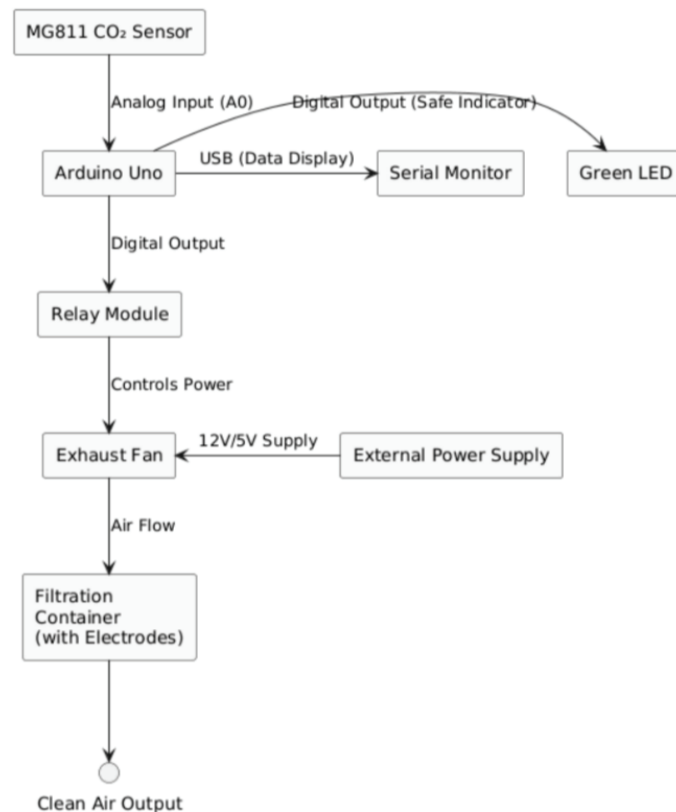 MG811 CO₂ Sensor
Analog Input (A0)
Digital Output (Safe Indicator)
Arduino Uno
USB (Data Display)
Serial Monitor
Green LED
Digital Output
Relay Module
Controls Power
Exhaust Fan
12V/5V Supply
External Power Supply
Air Flow
Filtration
Container
(with Electrodes)
Clean Air Output